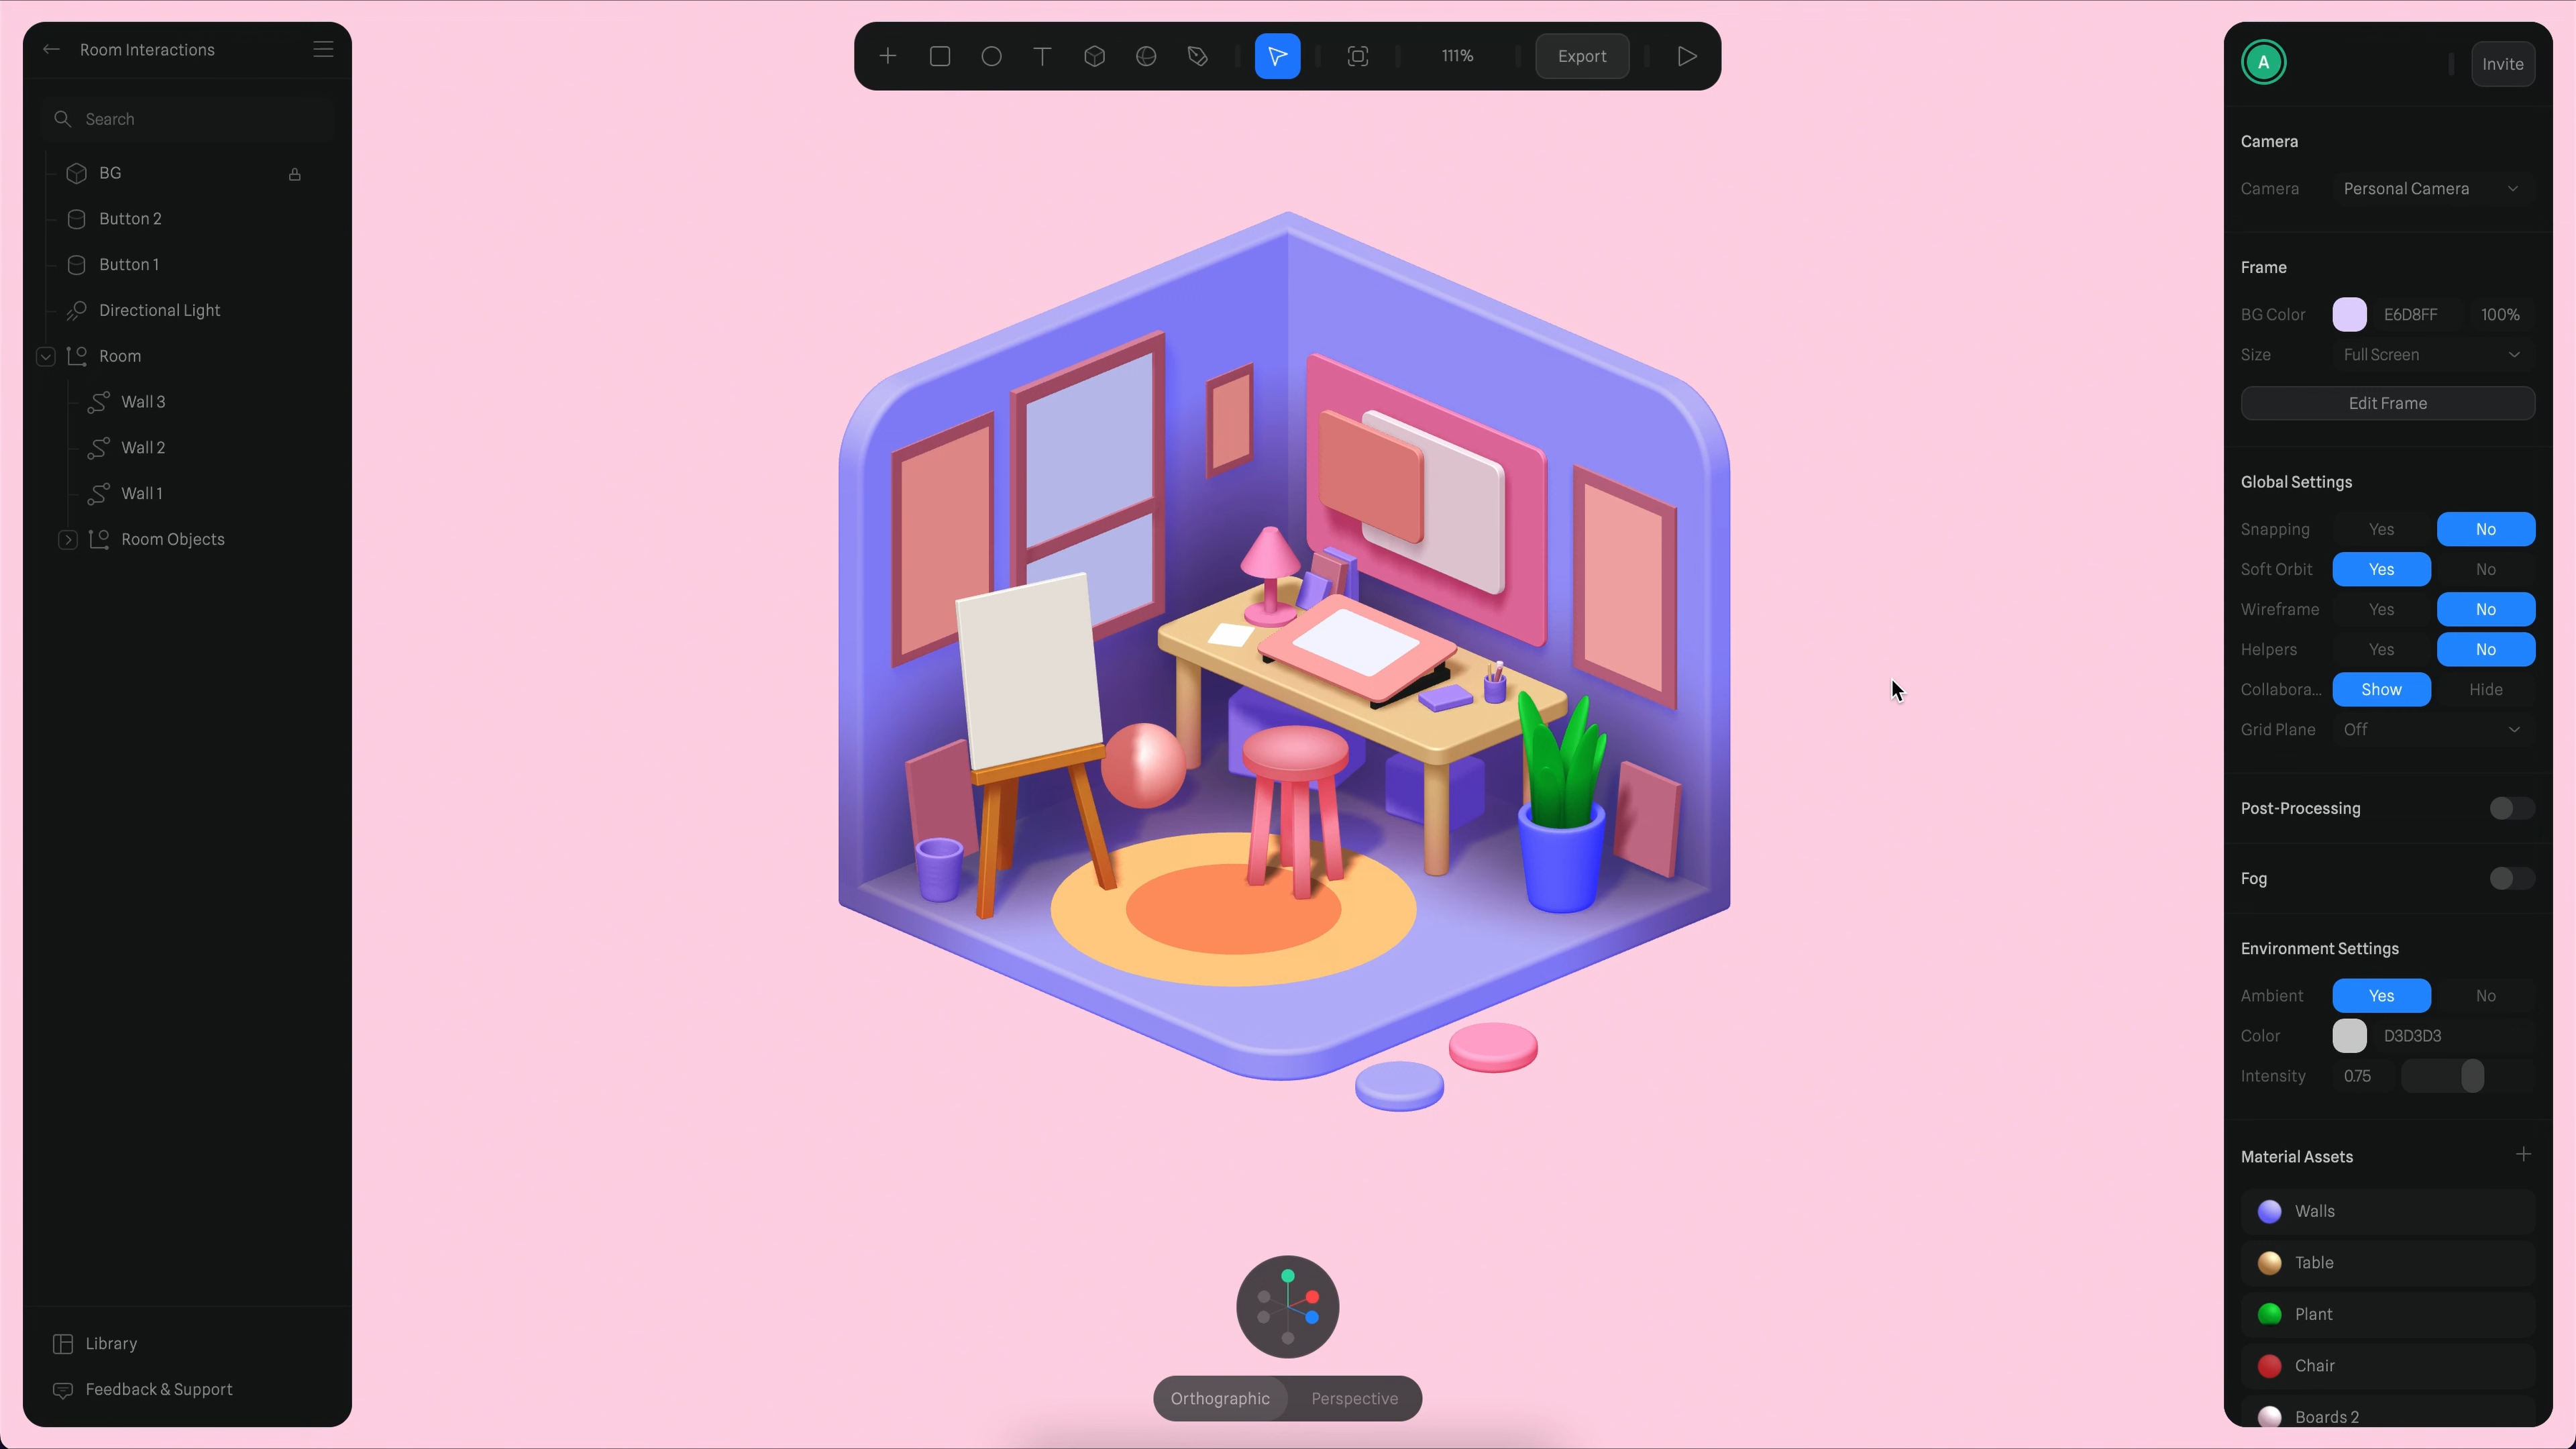 Room Interactions
Search
BG
Button 2
Button 1
Directional Light
Room
Wall 3
Wall 2
Wall 1
Room Objects
Library
Feedback & Support
111%
Export
Orthographic
Perspective
A
Invite
Camera
Camera Personal Camera
Frame
BG Color E6D8FF 100%
Size Full Screen
Edit Frame
Global Settings
Snapping Yes No
Soft Orbit Yes No
Wireframe Yes No
Helpers Yes No
Collabora... Show Hide
Grid Plane Off
Post-Processing
Fog
Environment Settings
Ambient Yes No
Color D3D3D3
Intensity 0.75
Material Assets
Walls
Table
Plant
Chair
Boards 2